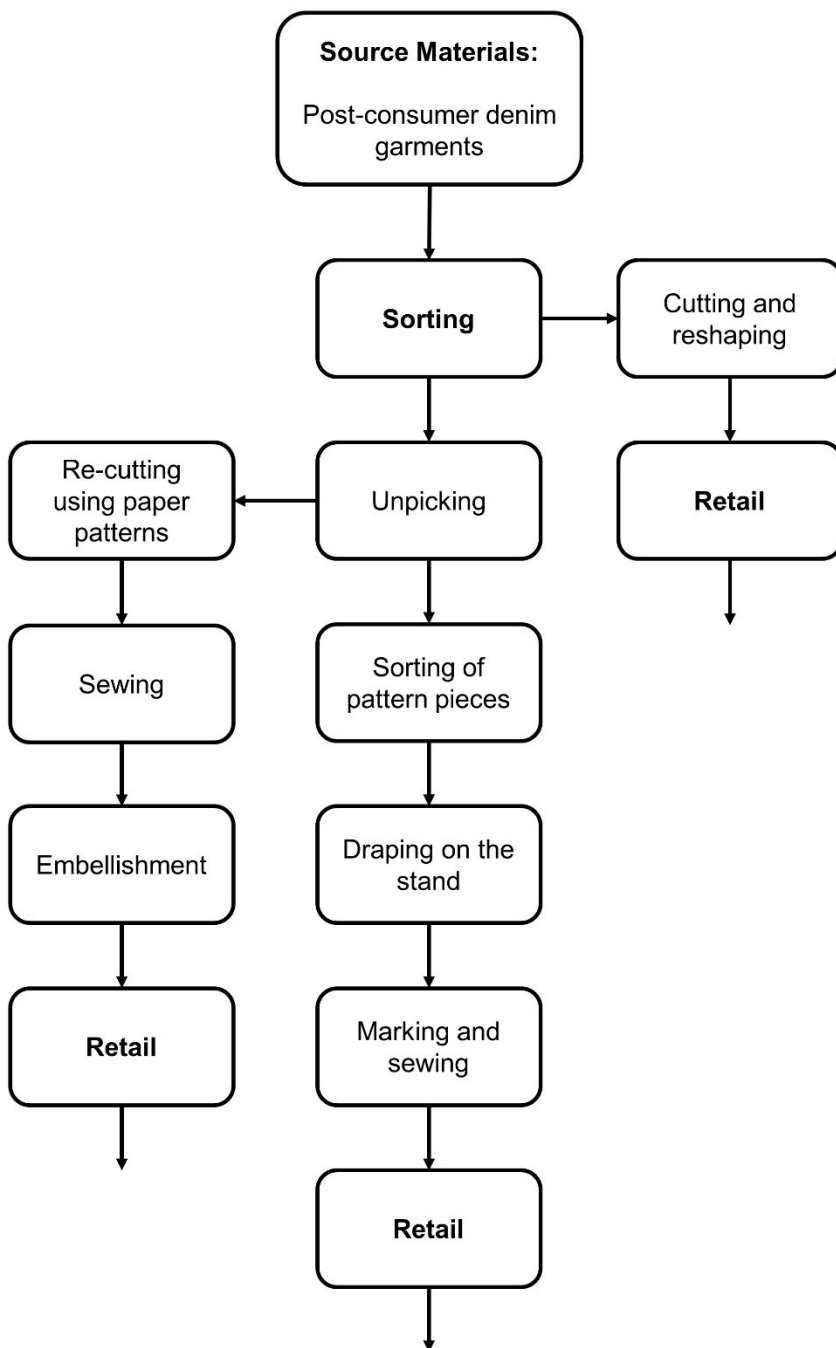 Source Materials:
Post-consumer denim
garments
Sorting
Cutting and
reshaping
Re-cutting
using paper
patterns
Unpicking
Retail
Sewing
Sorting of
pattern pieces
Embellishment
Draping on the
stand
Retail
Marking and
sewing
Retail